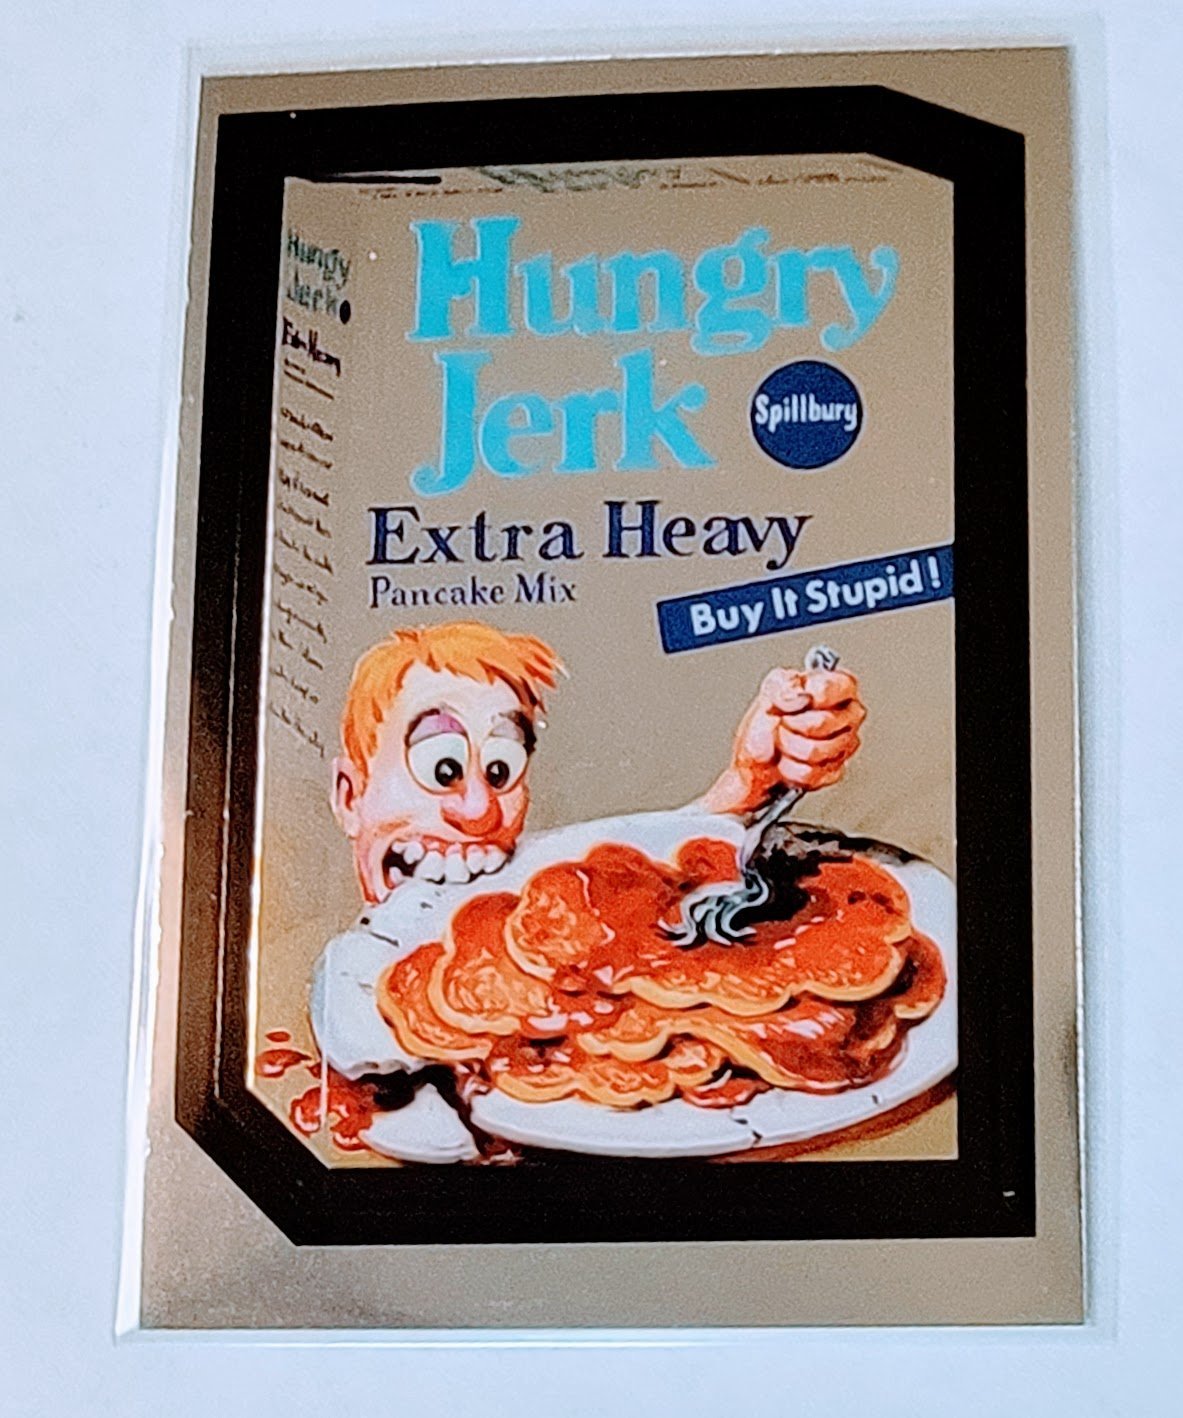 Hungry
Jerk
Spillbury
Extra Heavy
Pancake Mix
Buy It Stupid!
Hungry
Jerk
Extra Heavy